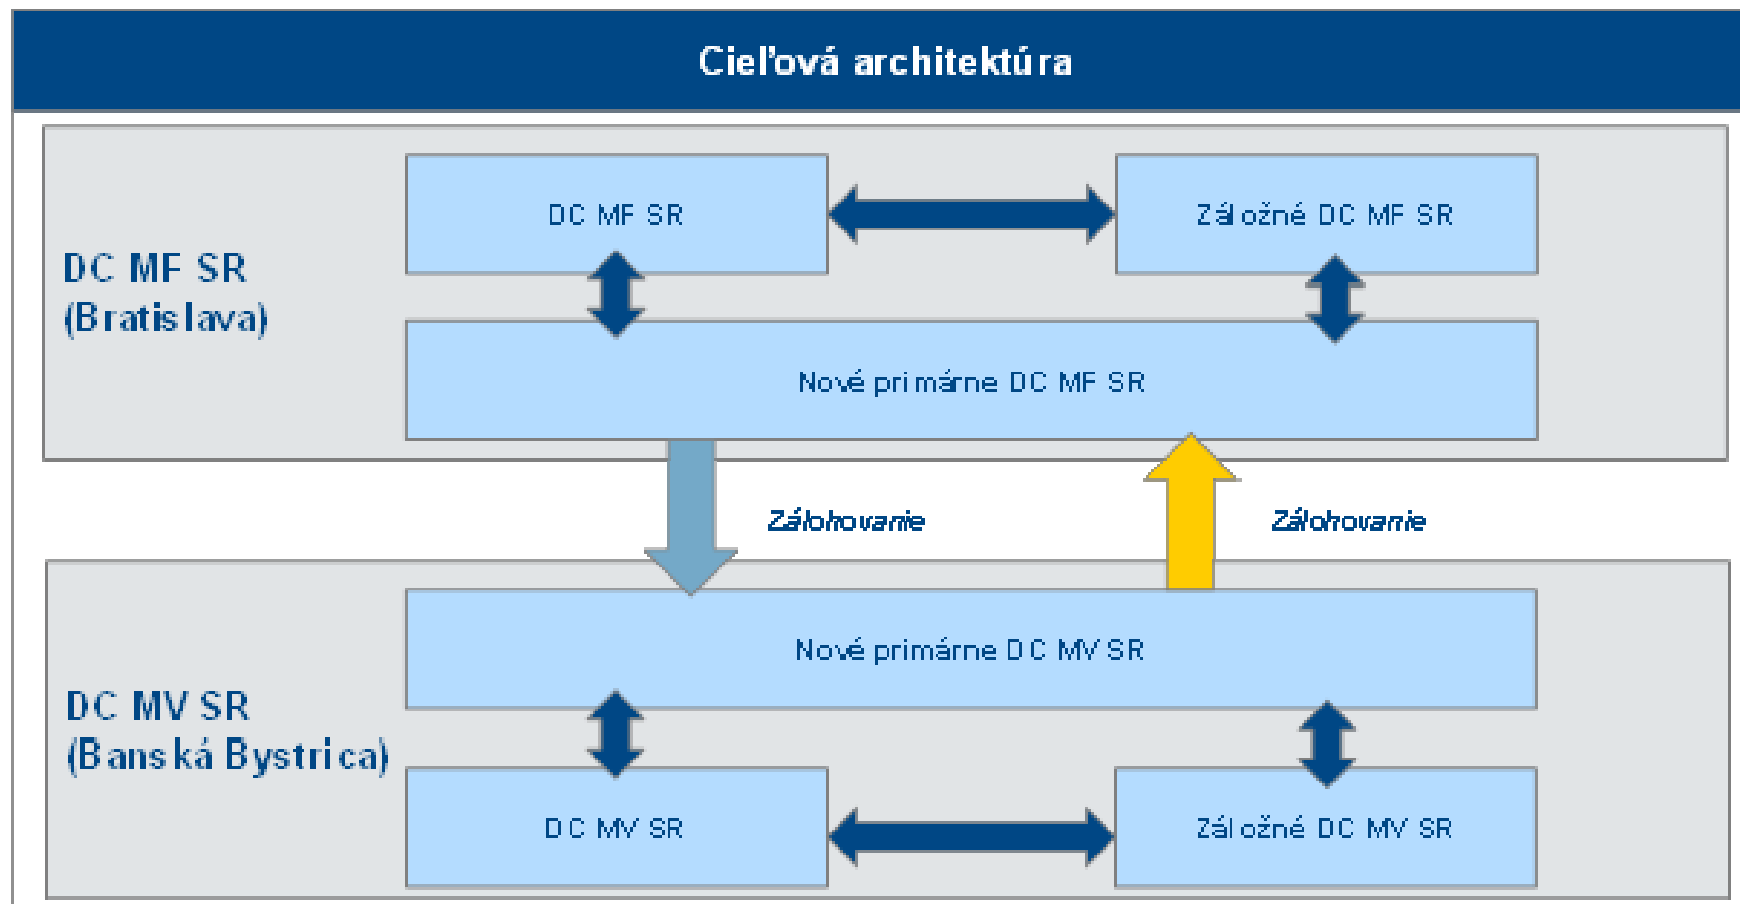 Cieľová architektúra
DC MF SR
Záložné DC MF SR
DC MF SR
(Bratislava)
Nové primárne DC MF SR
Zálohovanie
Zálohovanie
Nové primárne DC MV SR
DC MV SR
(Banská Bystrica)
DC MV SR
Záložné DC MV SR